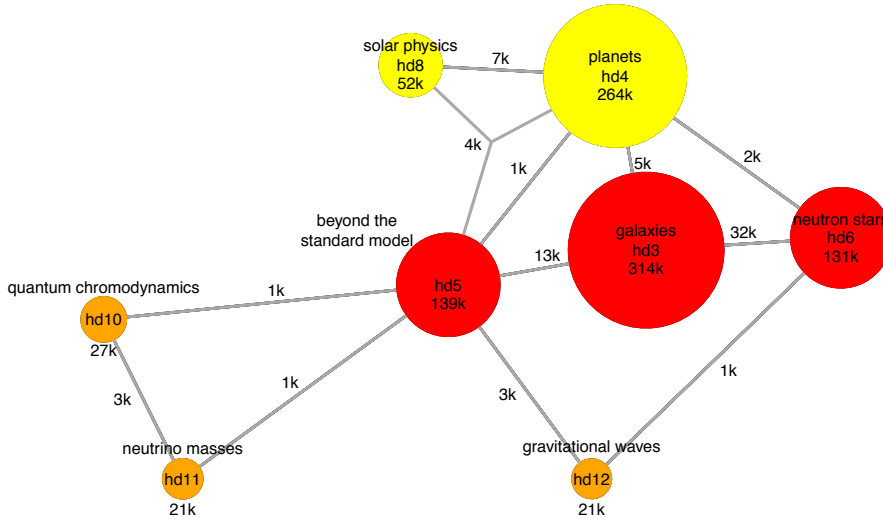 solar physics
hd8
52k
7k
planets
hd4
264k
4k
1k
5k
2k
beyond the
standard model
hd5
139k
13k
galaxies
hd3
314k
32k
neutron stars
hd6
131k
quantum chromodynamics
hd10
27k
1k
3k
1k
3k
1k
neutrino masses
hd11
21k
gravitational waves
hd12
21k